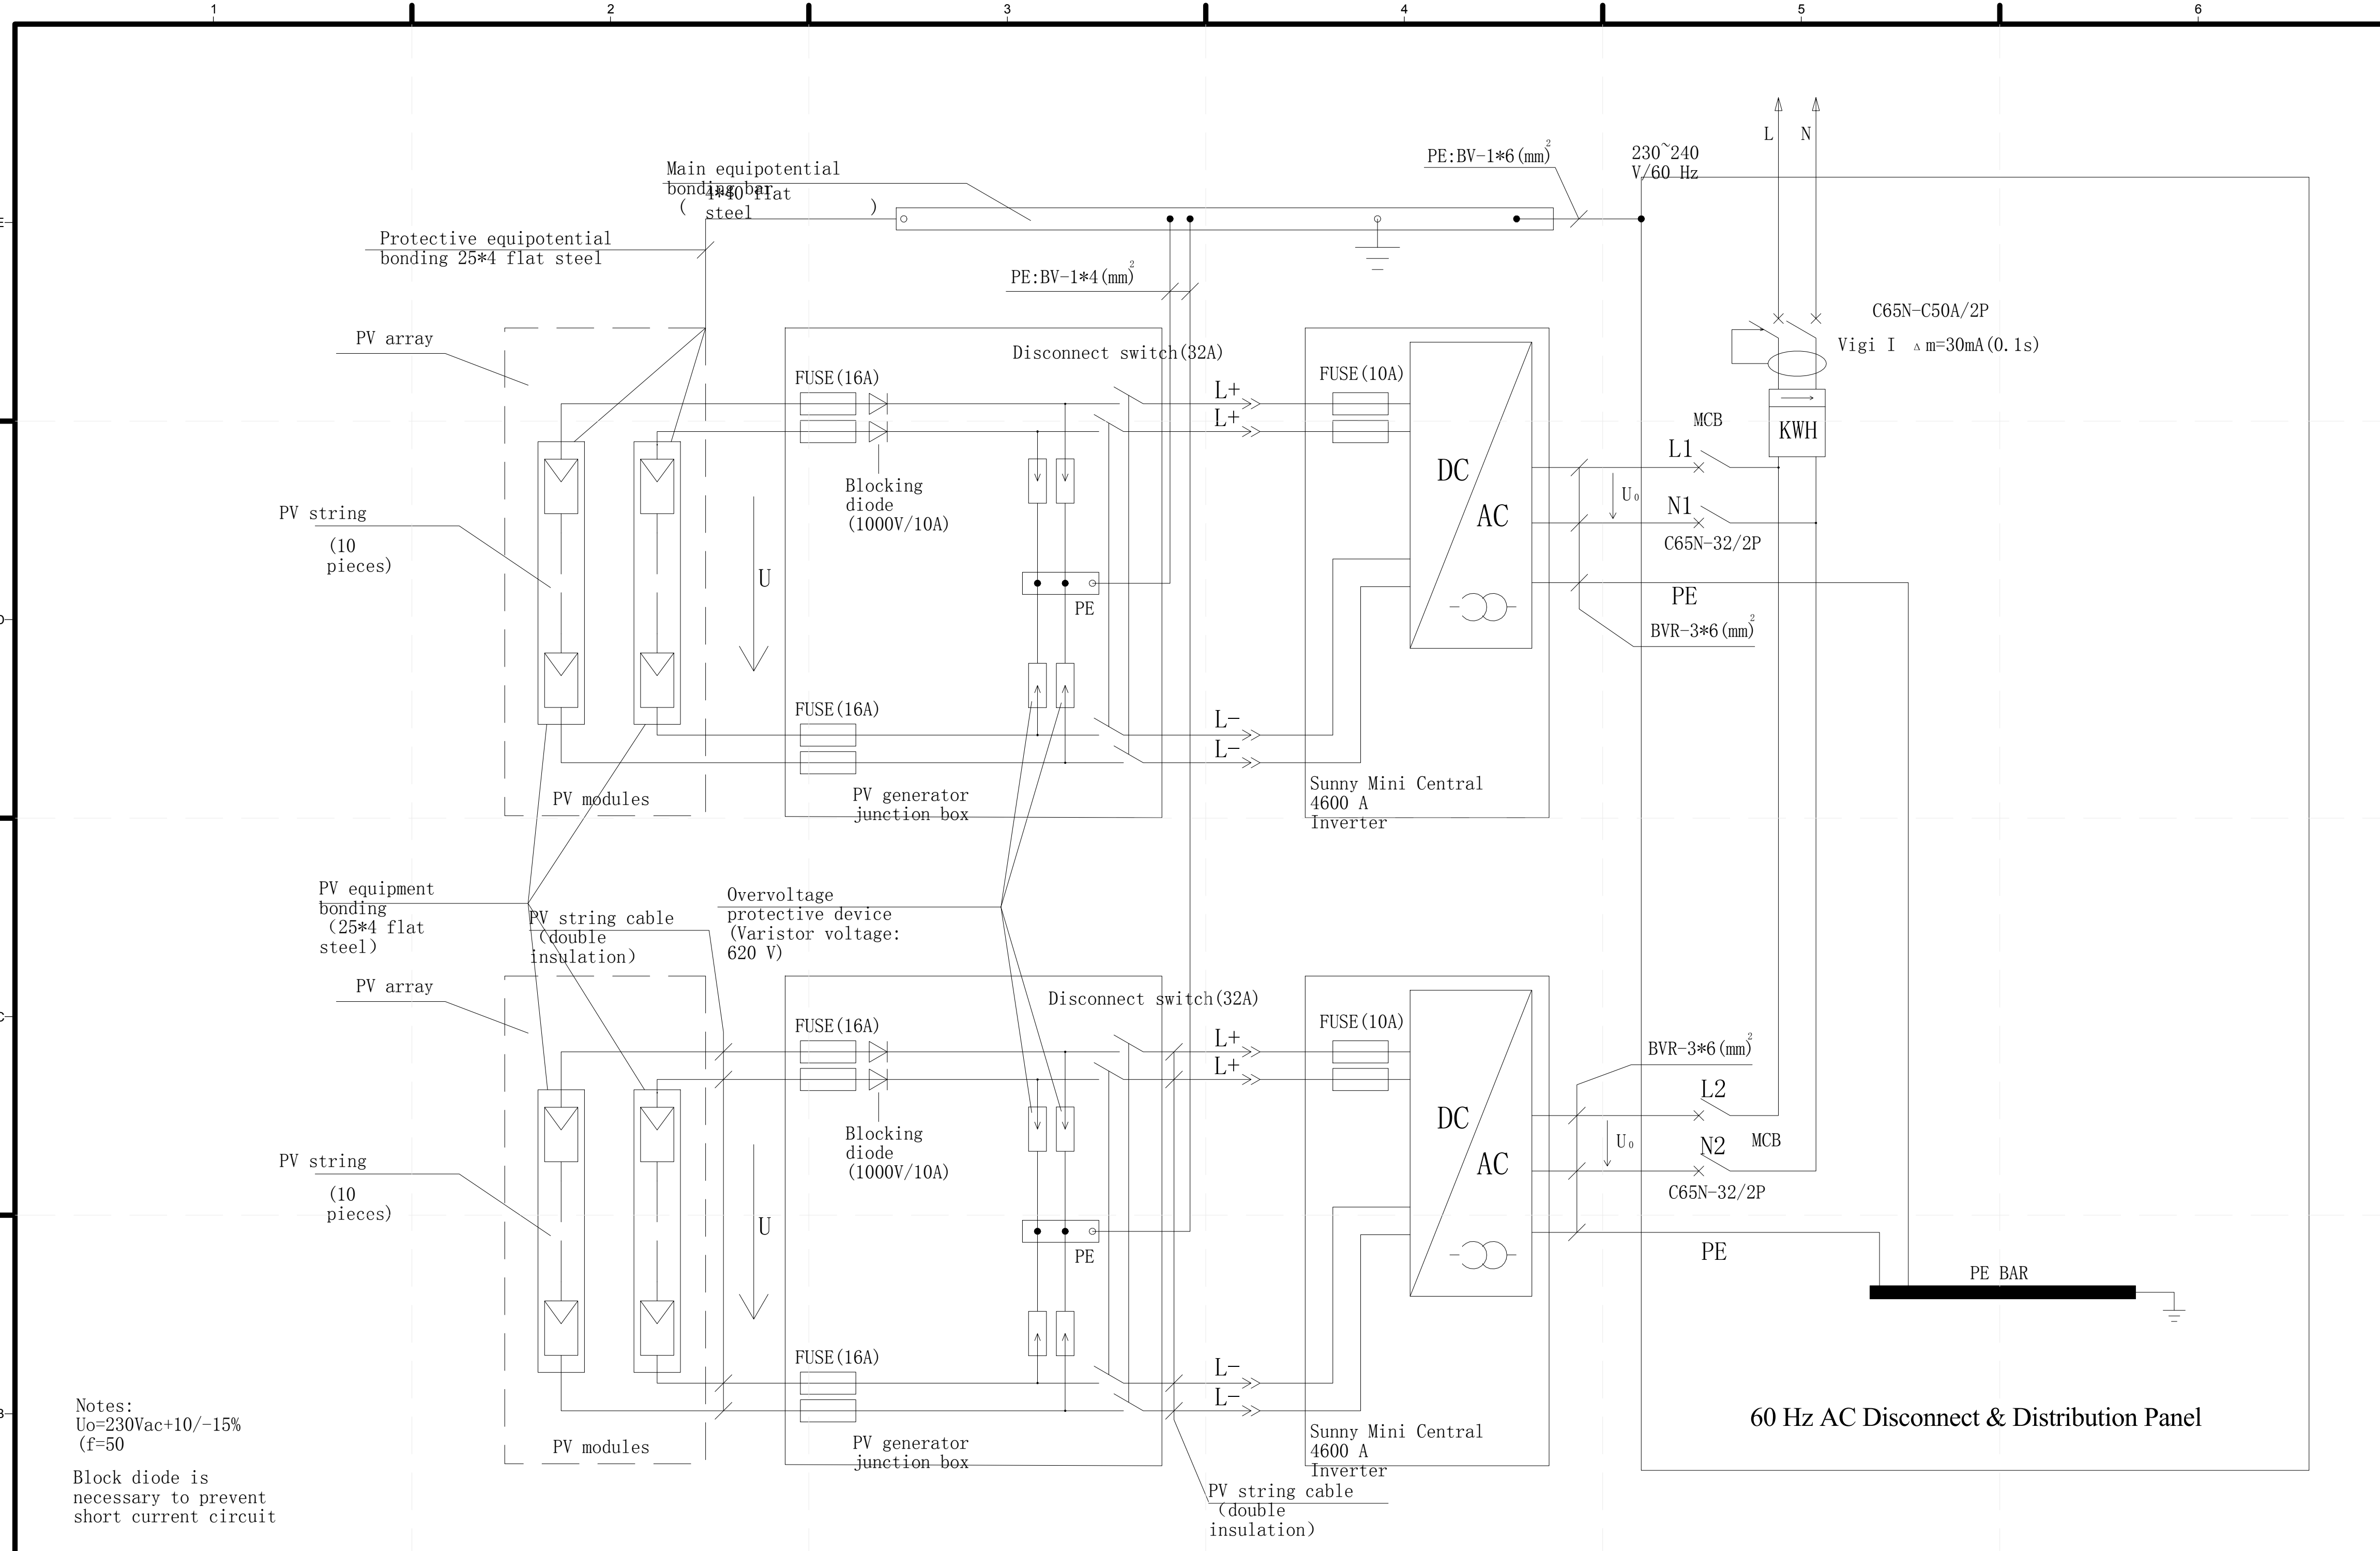 1 2 3 4 5 6
L N
Main equipotential
bonding bar
( 4*40 flat )
steel
PE:BV-1*6(mm)2
230~240
V/60 Hz
E
Protective equipotential
bonding 25*4 flat steel
PE:BV-1*4(mm)2
C65N-C50A/2P
Vigi I △m=30mA(0.1s)
PV array
Disconnect switch(32A)
FUSE(16A)
FUSE(10A)
L+
L+
MCB
KWH
L1
DC
AC
Blocking
diode
(1000V/10A)
U0
N1
C65N-32/2P
PV string
(10
pieces)
U
PE
PE
BVR-3*6(mm)2
D
FUSE(16A)
L-
L-
PV modules
PV generator
junction box
Sunny Mini Central
4600 A
Inverter
PV equipment
bonding
(25*4 flat
steel)
PV string cable
(double
insulation)
Overvoltage
protective device
(Varistor voltage:
620 V)
PV array
C
Disconnect switch(32A)
FUSE(16A)
FUSE(10A)
L+
L+
BVR-3*6(mm)2
L2
DC
AC
Blocking
diode
(1000V/10A)
U0
N2
MCB
C65N-32/2P
PV string
(10
pieces)
U
PE
PE
PE BAR
FUSE(16A)
L-
L-
B
60 Hz AC Disconnect & Distribution Panel
PV modules
PV generator
junction box
Sunny Mini Central
4600 A
Inverter
PV string cable
(double
insulation)
Notes:
Uo=230Vac+10/-15%
(f=50
Block diode is
necessary to prevent
short current circuit